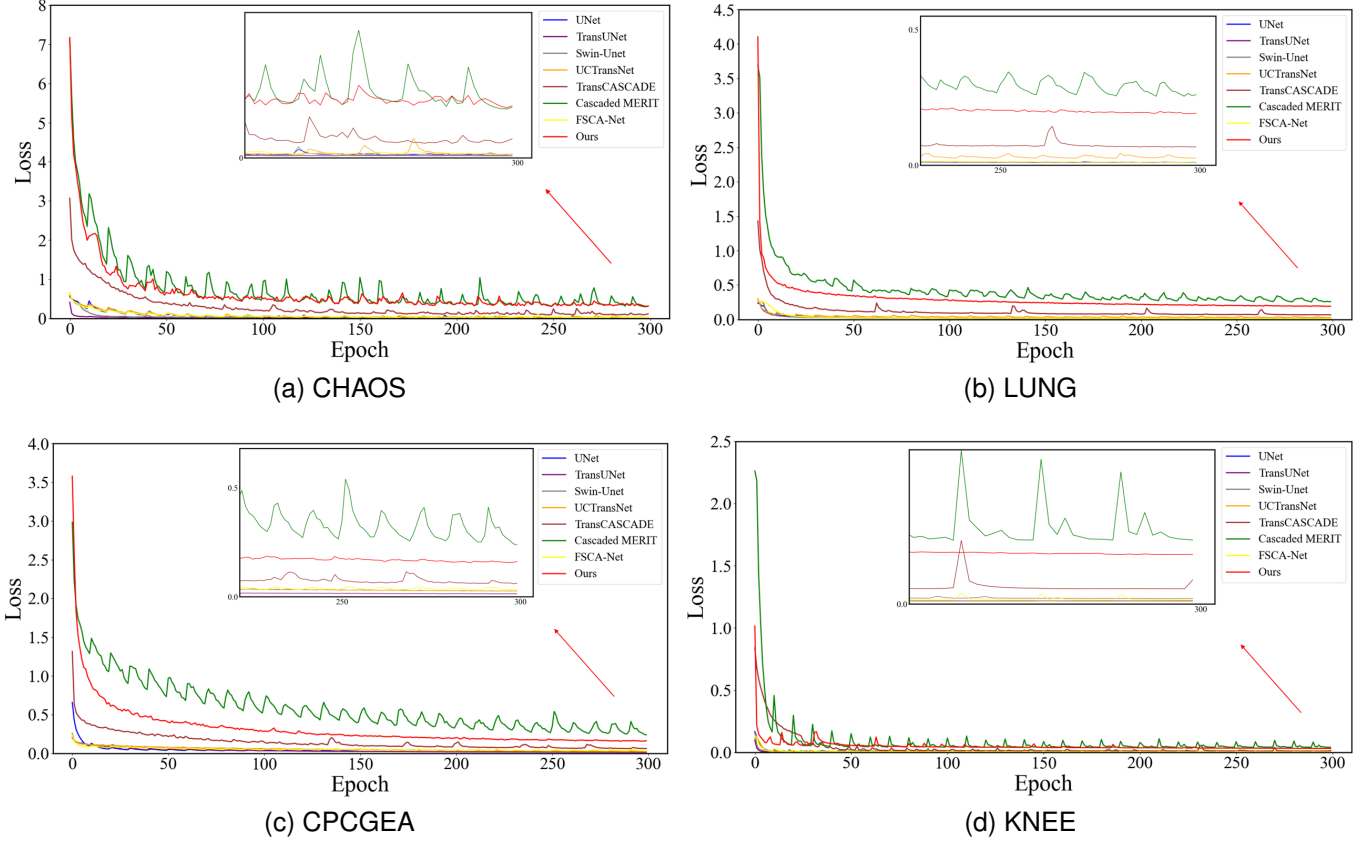 8
7
6
5
4
3
2
1
0
Loss
0 50 100 150 200 250 300
Epoch
0
300
UNet
TransUNet
Swin-Unet
UCTransNet
TransCASCADE
Cascaded MERIT
FSCA-Net
Ours
(a) CHAOS
4.5
4.0
3.5
3.0
2.5
2.0
1.5
1.0
0.5
0.0
Loss
0 50 100 150 200 250 300
Epoch
0.5
0.0
250 300
UNet
TransUNet
Swin-Unet
UCTransNet
TransCASCADE
Cascaded MERIT
FSCA-Net
Ours
(b) LUNG
4.0
3.5
3.0
2.5
2.0
1.5
1.0
0.5
0.0
Loss
0 50 100 150 200 250 300
Epoch
0.5
0.0
250 300
UNet
TransUNet
Swin-Unet
UCTransNet
TransCASCADE
Cascaded MERIT
FSCA-Net
Ours
(c) CPCGEA
2.5
2.0
1.5
1.0
0.5
0.0
Loss
0 50 100 150 200 250 300
Epoch
0.0
300
UNet
TransUNet
Swin-Unet
UCTransNet
TransCASCADE
Cascaded MERIT
FSCA-Net
Ours
(d) KNEE